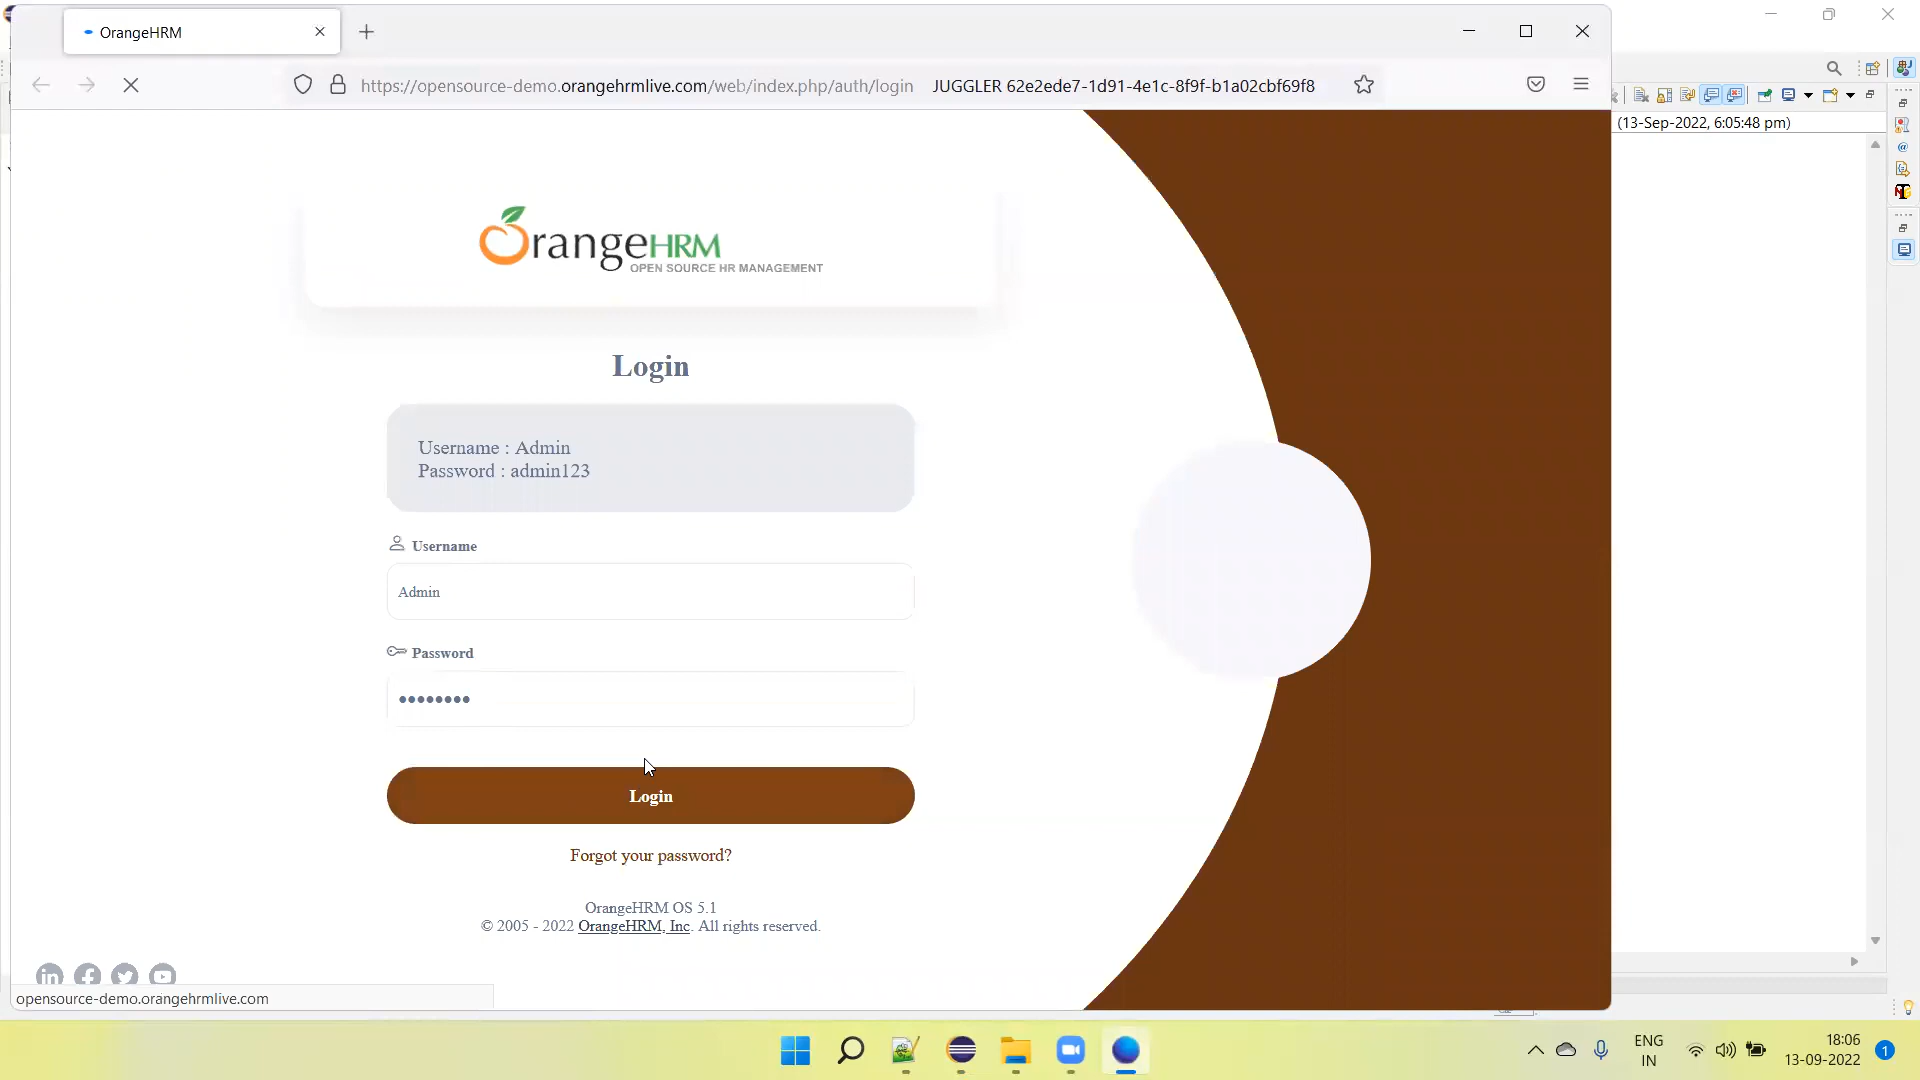 OrangeHRM
https://opensource-demo.orangehrmlive.com/web/index.php/auth/login JUGGLER 62e2ede7-1d91-4e1c-8f9f-b1a02cbf69f8
(13-Sep-2022, 6:05:48 pm)
OrangeHRM
OPEN SOURCE HR MANAGEMENT
Login
Username : Admin
Password : admin123
Username
Admin
Password
Login
Forgot your password?
OrangeHRM OS 5.1
© 2005 - 2022 OrangeHRM, Inc. All rights reserved.
opensource-demo.orangehrmlive.com
ENG
IN
18:06
13-09-2022
1